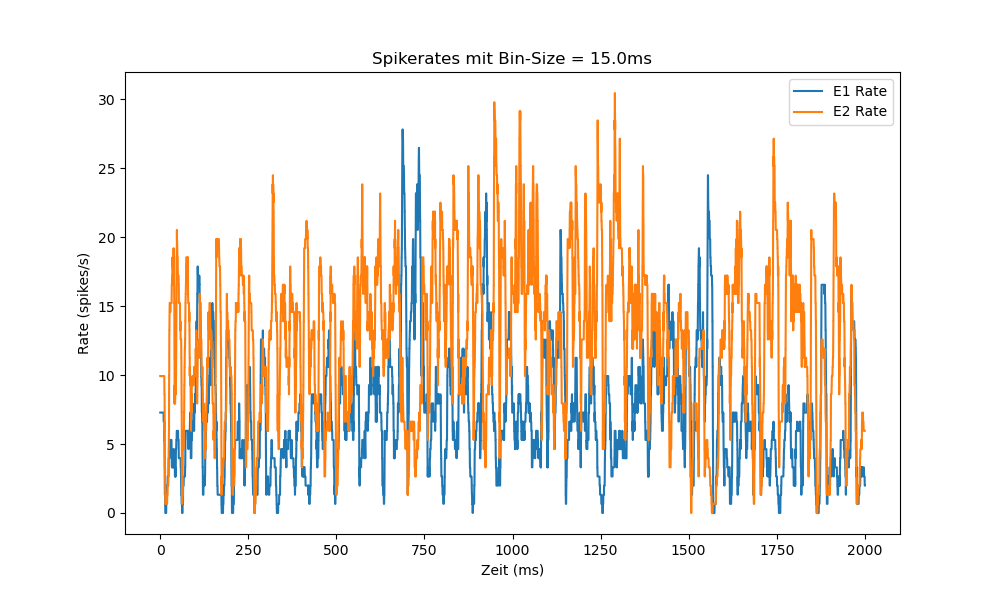 Spikerates mit Bin-Size = 15.0ms
E1 Rate
E2 Rate
Rate (spikes/s)
30
25
20
15
10
5
0
0 250 500 750 1000 1250 1500 1750 2000
Zeit (ms)